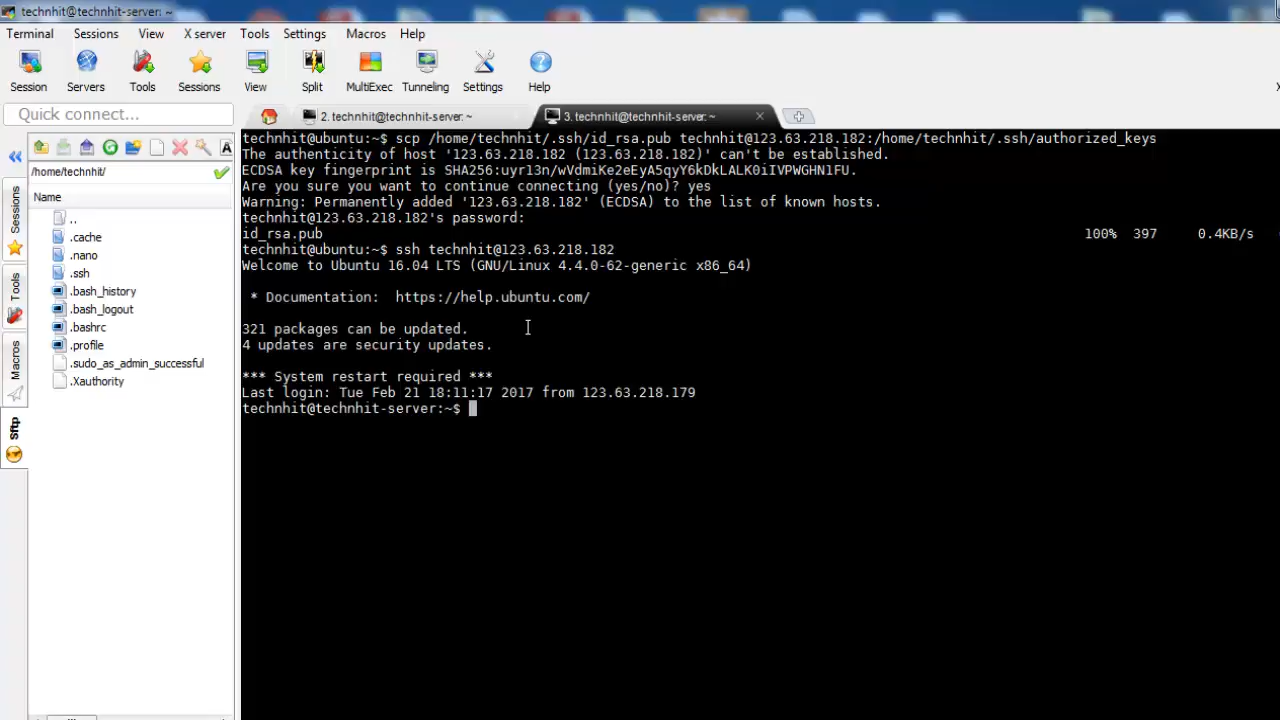 technhit@technhit-server: ~
Terminal Sessions View X server Tools Settings Macros Help
Session Servers Tools Sessions View Split MultiExec Tunneling Settings Help
Quick connect...
2. technhit@technhit-server: ~
3. technhit@technhit-server: ~
/home/technhit/
Name
..
.cache
.nano
.ssh
.bash_history
.bash_logout
.bashrc
.profile
.sudo_as_admin_successful
.Xauthority
Sessions
Tools
Macros
Sftp
technhit@ubuntu:~$ scp /home/technhit/.ssh/id_rsa.pub technhit@123.63.218.182:/home/technhit/.ssh/authorized_keys
The authenticity of host '123.63.218.182 (123.63.218.182)' can't be established.
ECDSA key fingerprint is SHA256:uyr13n/wVdmiKe2eEyA5qyY6kDkLALK0iIVPWGHN1FU.
Are you sure you want to continue connecting (yes/no)? yes
Warning: Permanently added '123.63.218.182' (ECDSA) to the list of known hosts.
technhit@123.63.218.182's password:
id_rsa.pub 100% 397 0.4KB/s
technhit@ubuntu:~$ ssh technhit@123.63.218.182
Welcome to Ubuntu 16.04 LTS (GNU/Linux 4.4.0-62-generic x86_64)
* Documentation: https://help.ubuntu.com/
321 packages can be updated.
4 updates are security updates.
*** System restart required ***
Last login: Tue Feb 21 18:11:17 2017 from 123.63.218.179
technhit@technhit-server:~$